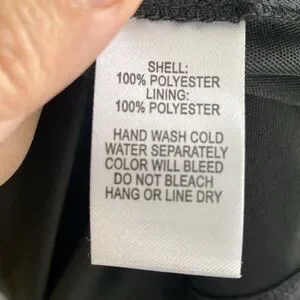 SHELL:
100% POLYESTER
LINING:
100% POLYESTER
HAND WASH COLD
WATER SEPARATELY
COLOR WILL BLEED
DO NOT BLEACH
HANG OR LINE DRY